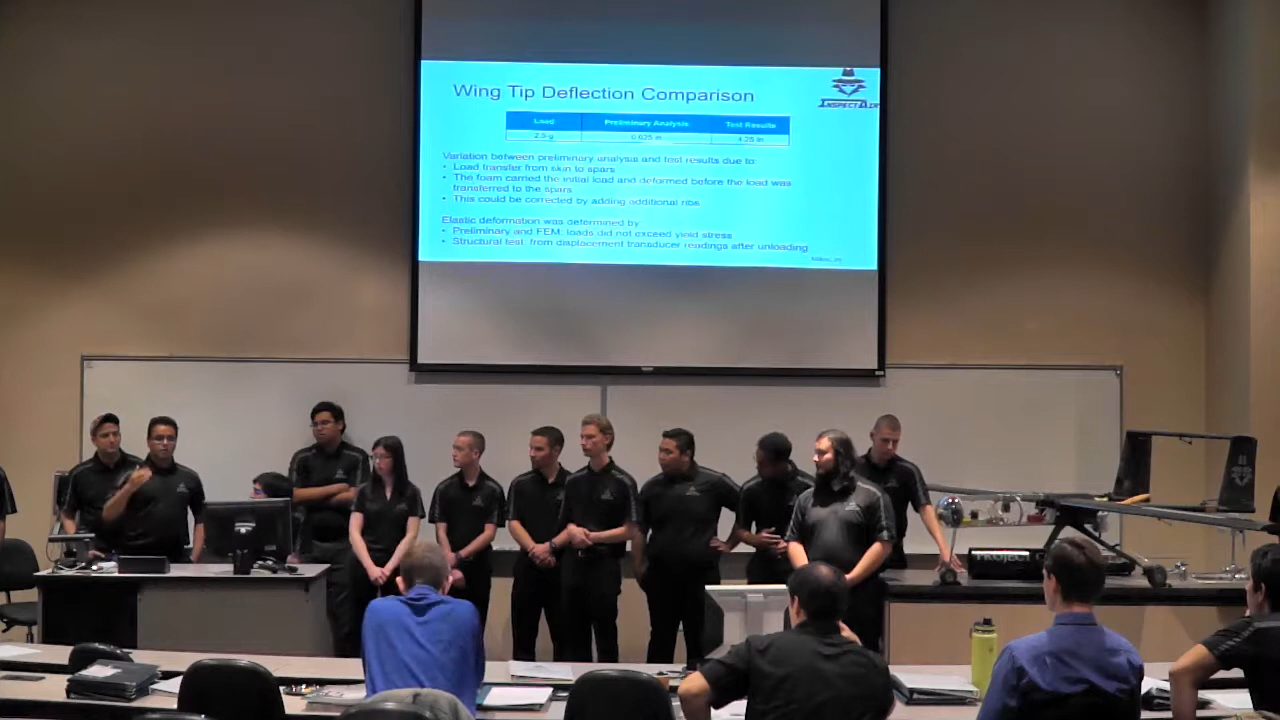 Wing Tip Deflection Comparison
INSPECTAIR
Load Preliminary Analysis Test Results
2.5-g 0.625 in 4.25 in
Variation between preliminary analysis and test results due to:
• Load transfer from skin to spars
• The foam carried the initial load and deformed before the load was
transferred to the spars
• This could be corrected by adding additional ribs
Elastic deformation was determined by
• Preliminary and FEM: loads did not exceed yield stress
• Structural test: from displacement transducer readings after unloading
PROJECT